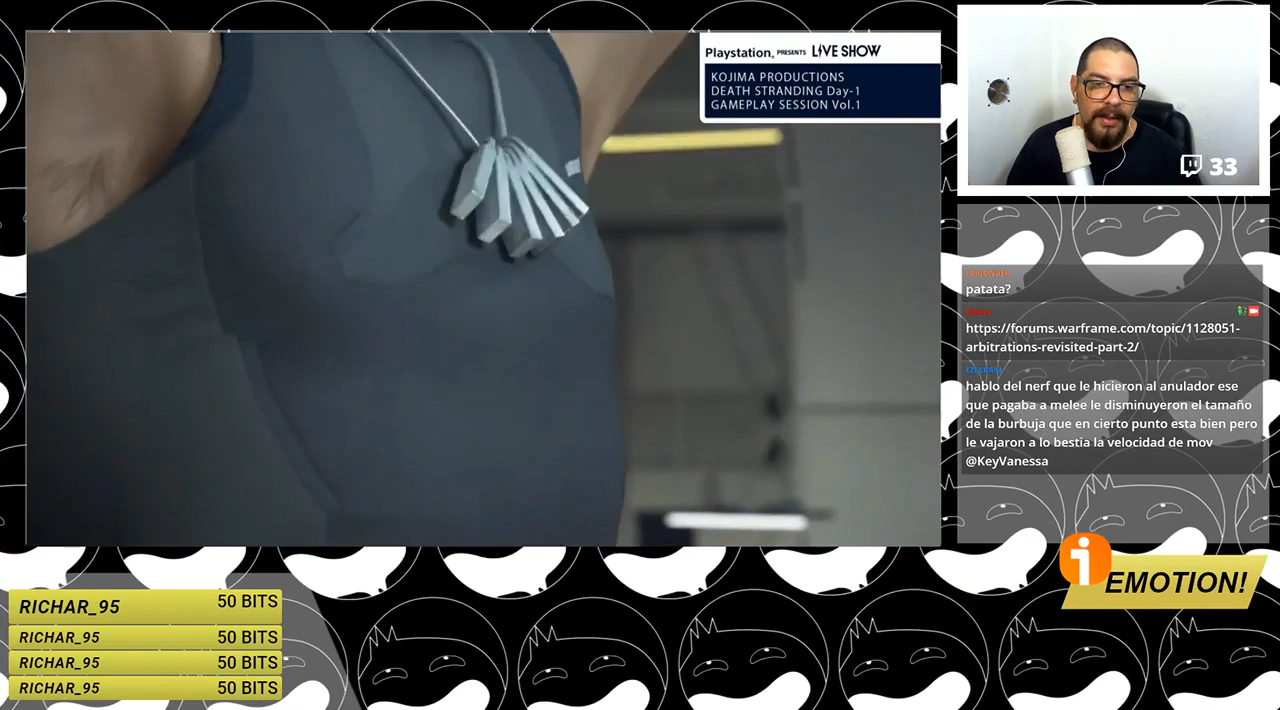 Playstation® PRESENTS LIVE SHOW
KOJIMA PRODUCTIONS
DEATH STRANDING Day-1
GAMEPLAY SESSION Vol.1
33
patata?
https://forums.warframe.com/topic/1128051-
arbitrations-revisited-part-2/
hablo del nerf que le hicieron al anulador ese
que pagaba a melee le disminuyeron el tamaño
de la burbuja que en cierto punto esta bien pero
le vajaron a lo bestia la velocidad de mov
@KeyVanessa
i EMOTION!
RICHAR_95 50 BITS
RICHAR_95 50 BITS
RICHAR_95 50 BITS
RICHAR_95 50 BITS